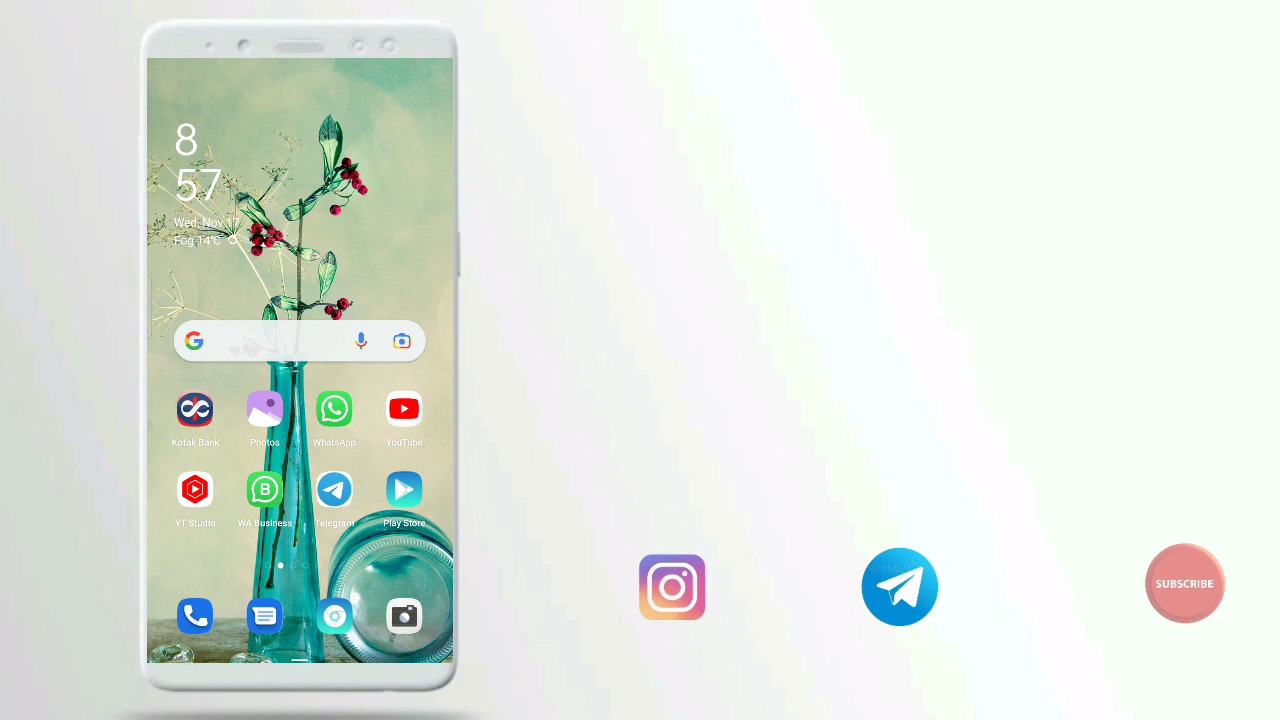 8
57
Wed, Nov 17
Fog 14°C
Kotak Bank
Photos
WhatsApp
YouTube
YT Studio
WA Business
Telegram
Play Store
SUBSCRIBE